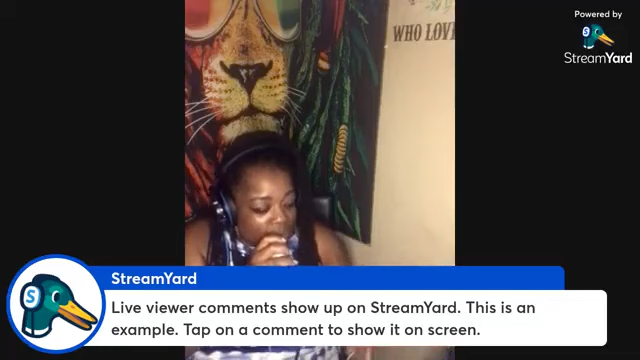 Powered by
StreamYard
WHO LOVE
StreamYard
Live viewer comments show up on StreamYard. This is an
example. Tap on a comment to show it on screen.